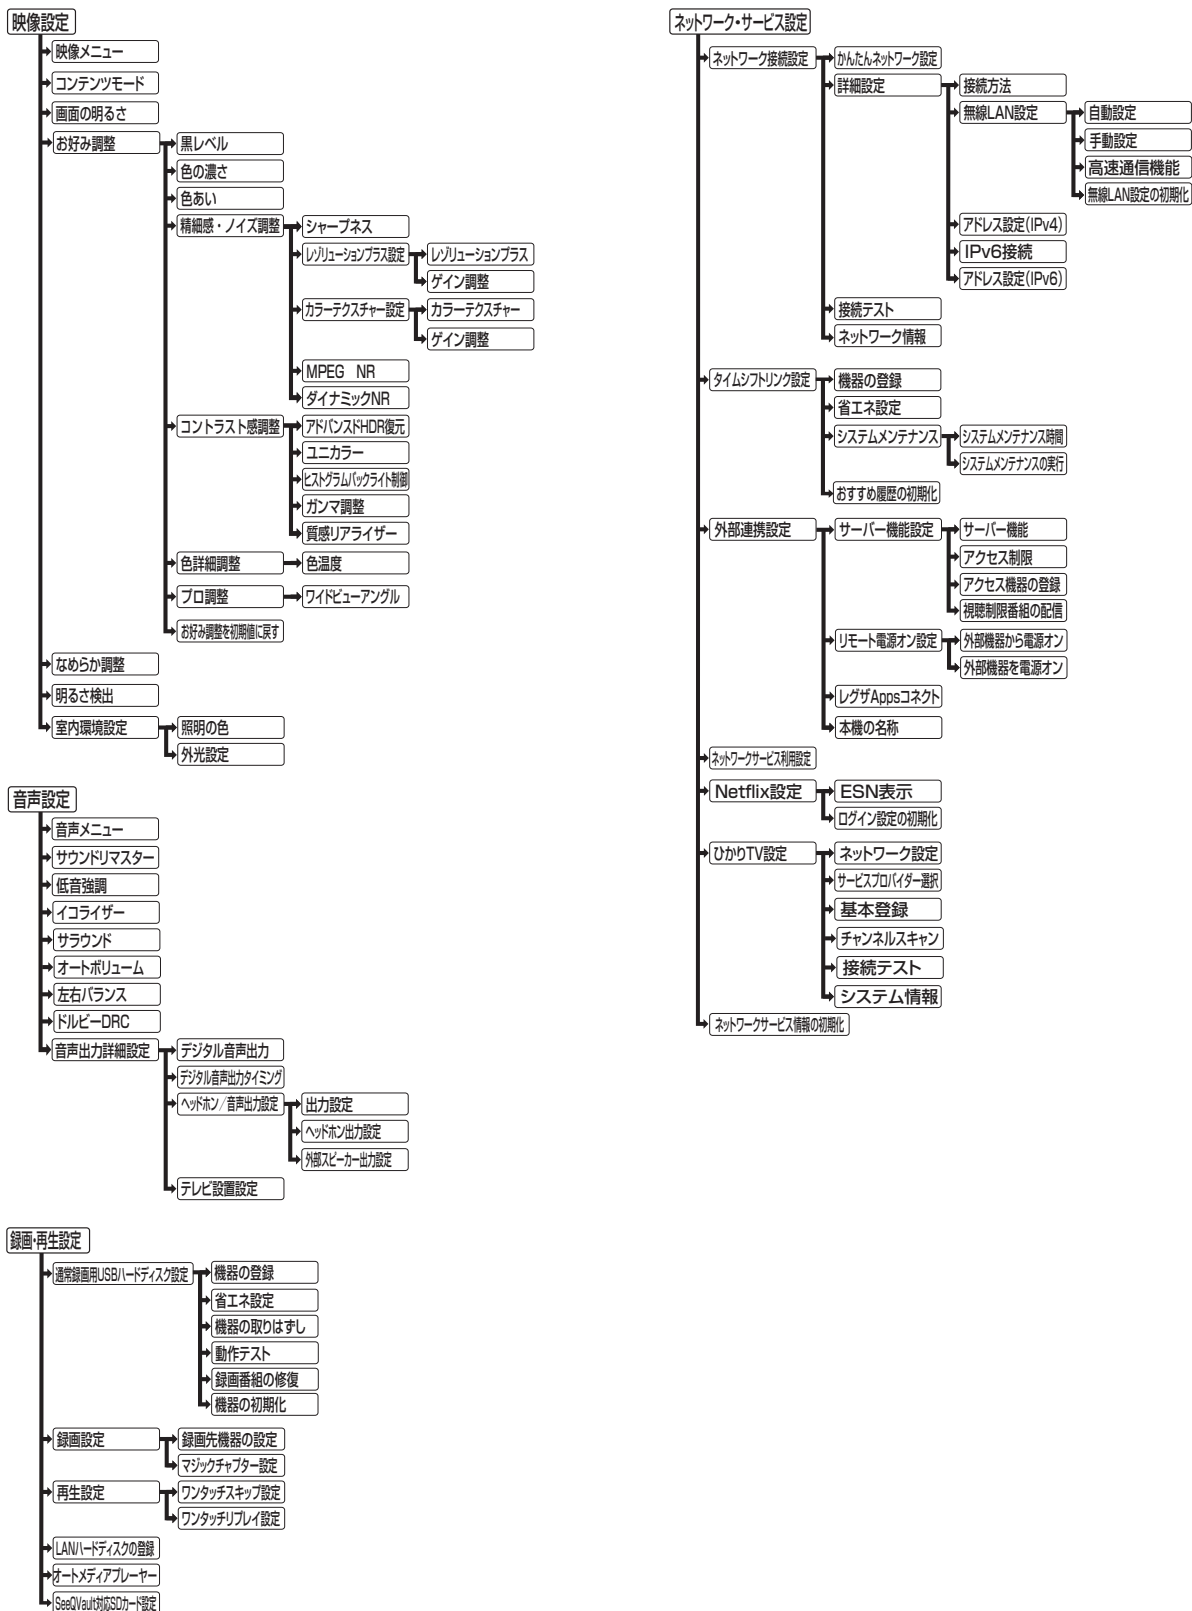 映像設定
映像メニュー
コンテンツモード
画面の明るさ
お好み調整
黒レベル
色の濃さ
色あい
精細感・ノイズ調整
シャープネス
レゾリューションプラス設定
レゾリューションプラス
ゲイン調整
カラーテクスチャー設定
カラーテクスチャー
ゲイン調整
MPEG NR
ダイナミックNR
コントラスト感調整
アドバンスドHDR復元
ユニカラー
ヒストグラムバックライト制御
ガンマ調整
質感リアライザー
色詳細調整
色温度
プロ調整
ワイドビューアングル
お好み調整を初期値に戻す
なめらか調整
明るさ検出
室内環境設定
照明の色
外光設定
音声設定
音声メニュー
サウンドリマスター
低音強調
イコライザー
サラウンド
オートボリューム
左右バランス
ドルビーDRC
音声出力詳細設定
デジタル音声出力
デジタル音声出力タイミング
ヘッドホン/音声出力設定
出力設定
ヘッドホン出力設定
外部スピーカー出力設定
テレビ設置設定
録画・再生設定
通常録画用USBハードディスク設定
機器の登録
省エネ設定
機器の取りはずし
動作テスト
録画番組の修復
機器の初期化
録画設定
録画先機器の設定
マジックチャプター設定
再生設定
ワンタッチスキップ設定
ワンタッチリプレイ設定
LANハードディスクの登録
オートメディアプレーヤー
SeeQVault対応SDカード設定
ネットワーク・サービス設定
ネットワーク接続設定
かんたんネットワーク設定
詳細設定
接続方法
無線LAN設定
自動設定
手動設定
高速通信機能
無線LAN設定の初期化
アドレス設定(IPv4)
IPv6接続
アドレス設定(IPv6)
接続テスト
ネットワーク情報
タイムシフトリンク設定
機器の登録
省エネ設定
システムメンテナンス
システムメンテナンス時間
システムメンテナンスの実行
おすすめ履歴の初期化
外部連携設定
サーバー機能設定
サーバー機能
アクセス制限
アクセス機器の登録
視聴制限番組の配信
リモート電源オン設定
外部機器から電源オン
外部機器を電源オン
レグザAppsコネクト
本機の名称
ネットワークサービス利用設定
Netflix設定
ESN表示
ログイン設定の初期化
ひかりTV設定
ネットワーク設定
サービスプロバイダー選択
基本登録
チャンネルスキャン
接続テスト
システム情報
ネットワークサービス情報の初期化